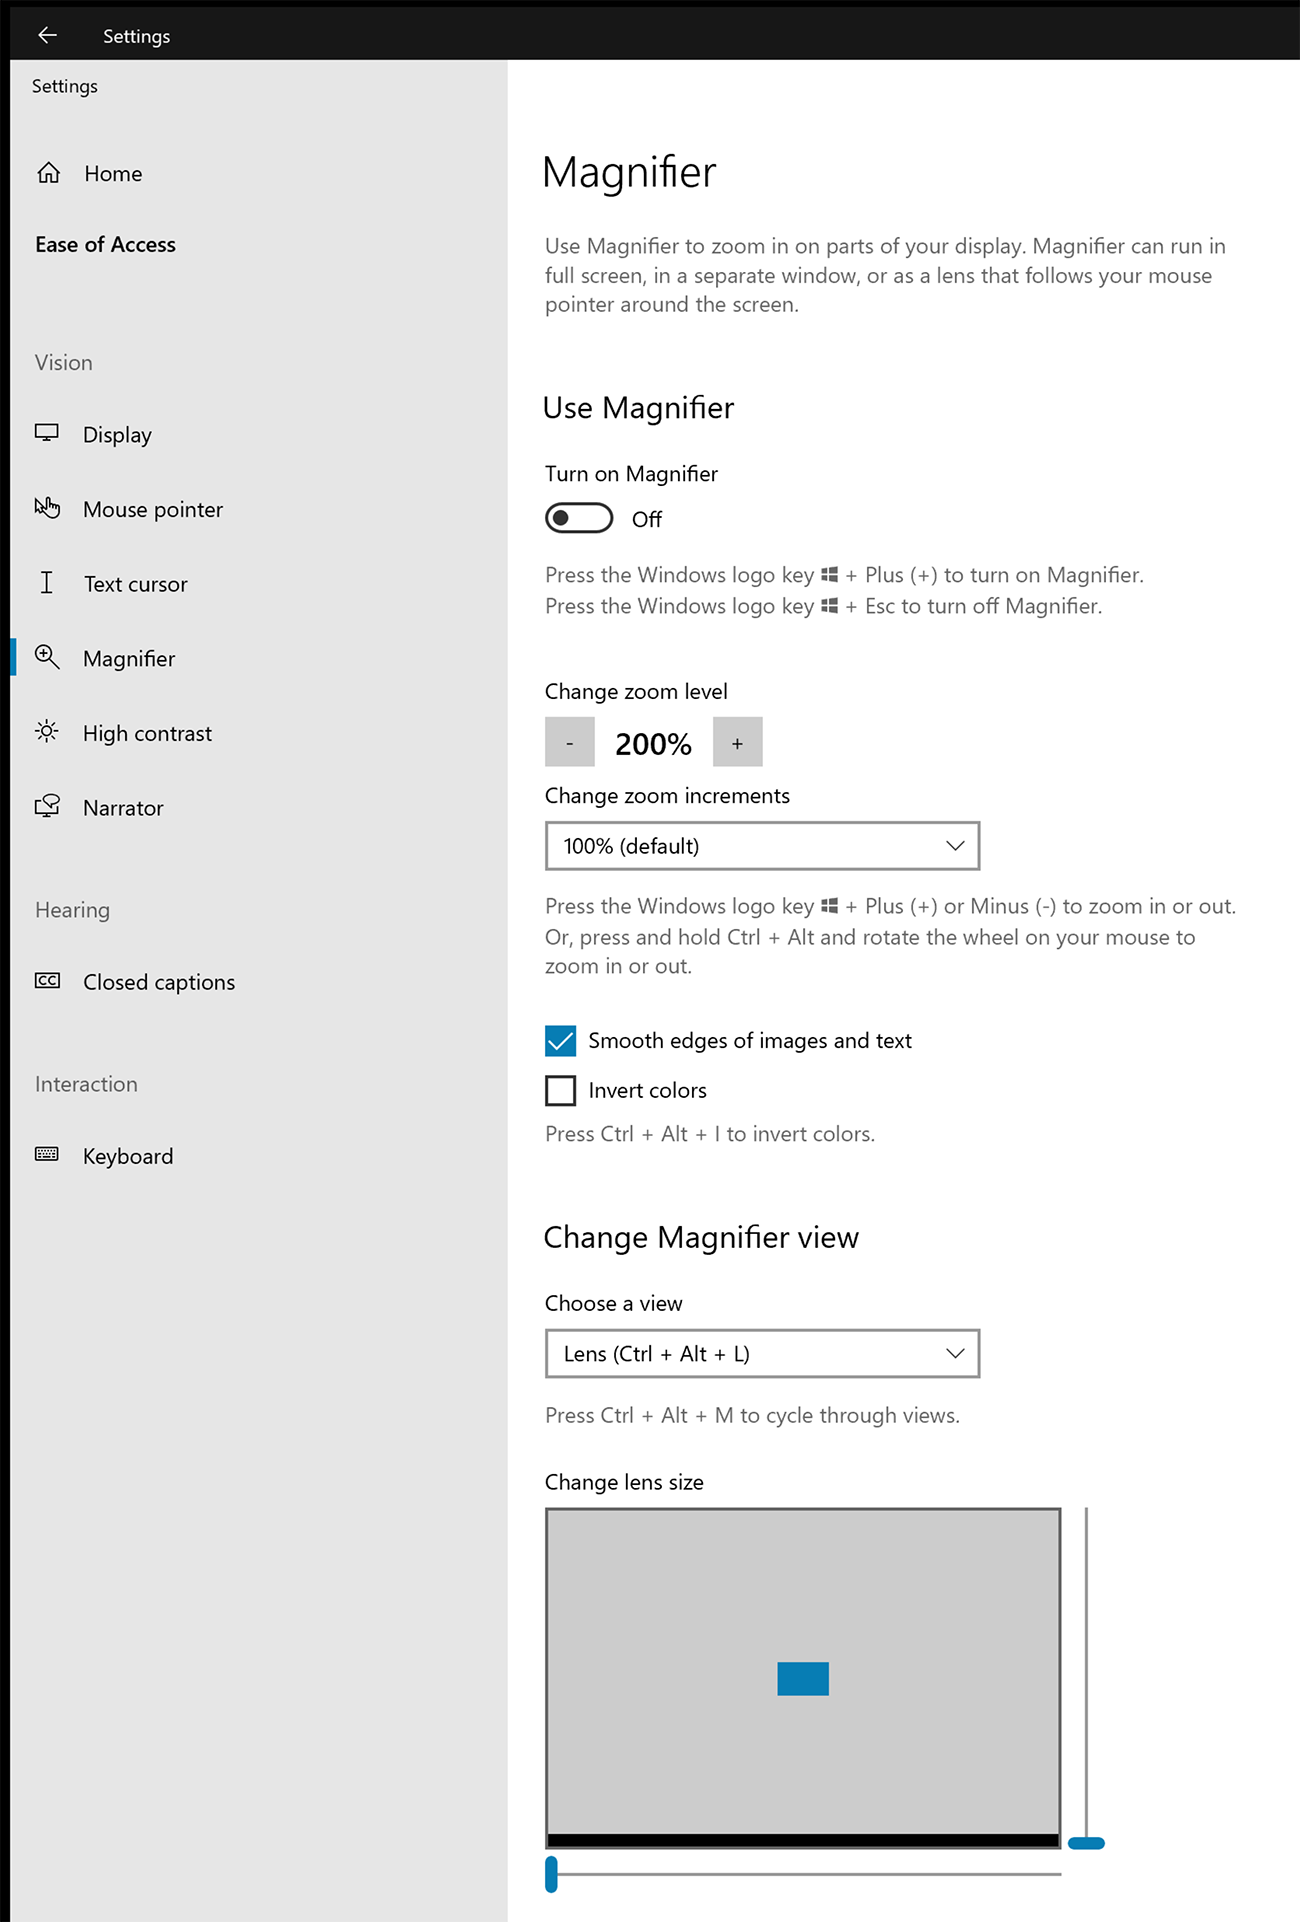 Settings
Settings
Home
Ease of Access
Vision
Display
Mouse pointer
Text cursor
Magnifier
High contrast
Narrator
Hearing
CC
Closed captions
Interaction
Keyboard
Magnifier
Use Magnifier to zoom in on parts of your display. Magnifier can run in
full screen, in a separate window, or as a lens that follows your mouse
pointer around the screen.
Use Magnifier
Turn on Magnifier
Off
Press the Windows logo key + Plus (+) to turn on Magnifier.
Press the Windows logo key + Esc to turn off Magnifier.
Change zoom level
- 200% +
Change zoom increments
100% (default)
Press the Windows logo key + Plus (+) or Minus (-) to zoom in or out.
Or, press and hold Ctrl + Alt and rotate the wheel on your mouse to
zoom in or out.
Smooth edges of images and text
Invert colors
Press Ctrl + Alt + I to invert colors.
Change Magnifier view
Choose a view
Lens (Ctrl + Alt + L)
Press Ctrl + Alt + M to cycle through views.
Change lens size